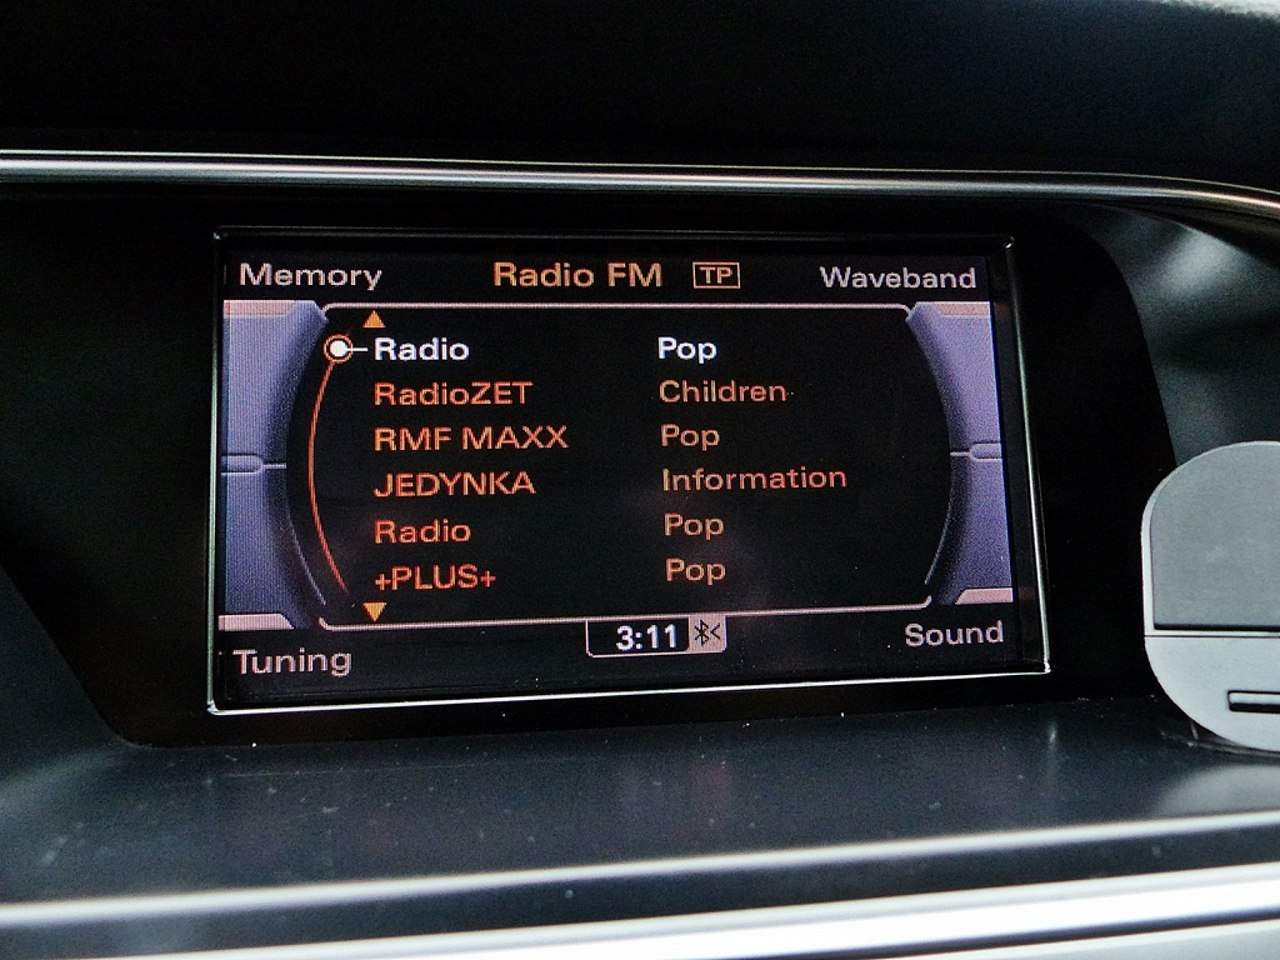 Memory Radio FM TP Waveband
Radio Pop
RadioZET Children
RMF MAXX Pop
JEDYNKA Information
Radio Pop
+PLUS+ Pop
3:11
Tuning Sound